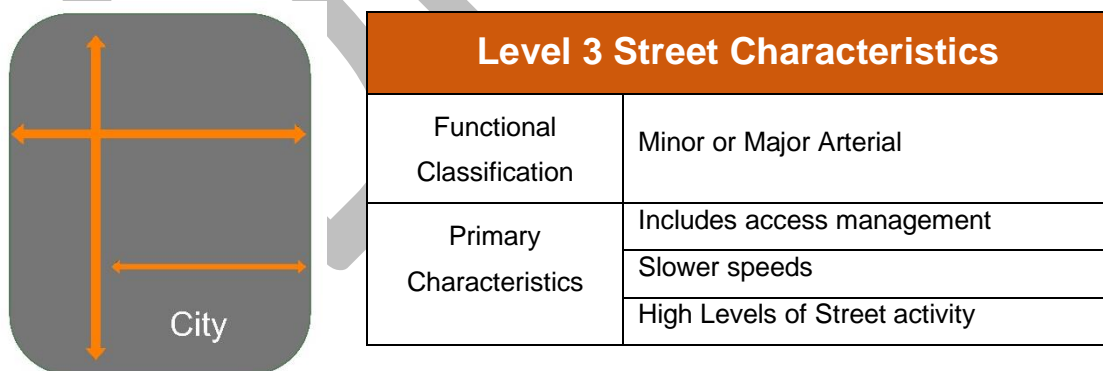 Level 3 Street Characteristics
Functional
Classification
Minor or Major Arterial
Primary
Characteristics
Includes access management
Slower speeds
High Levels of Street activity
City